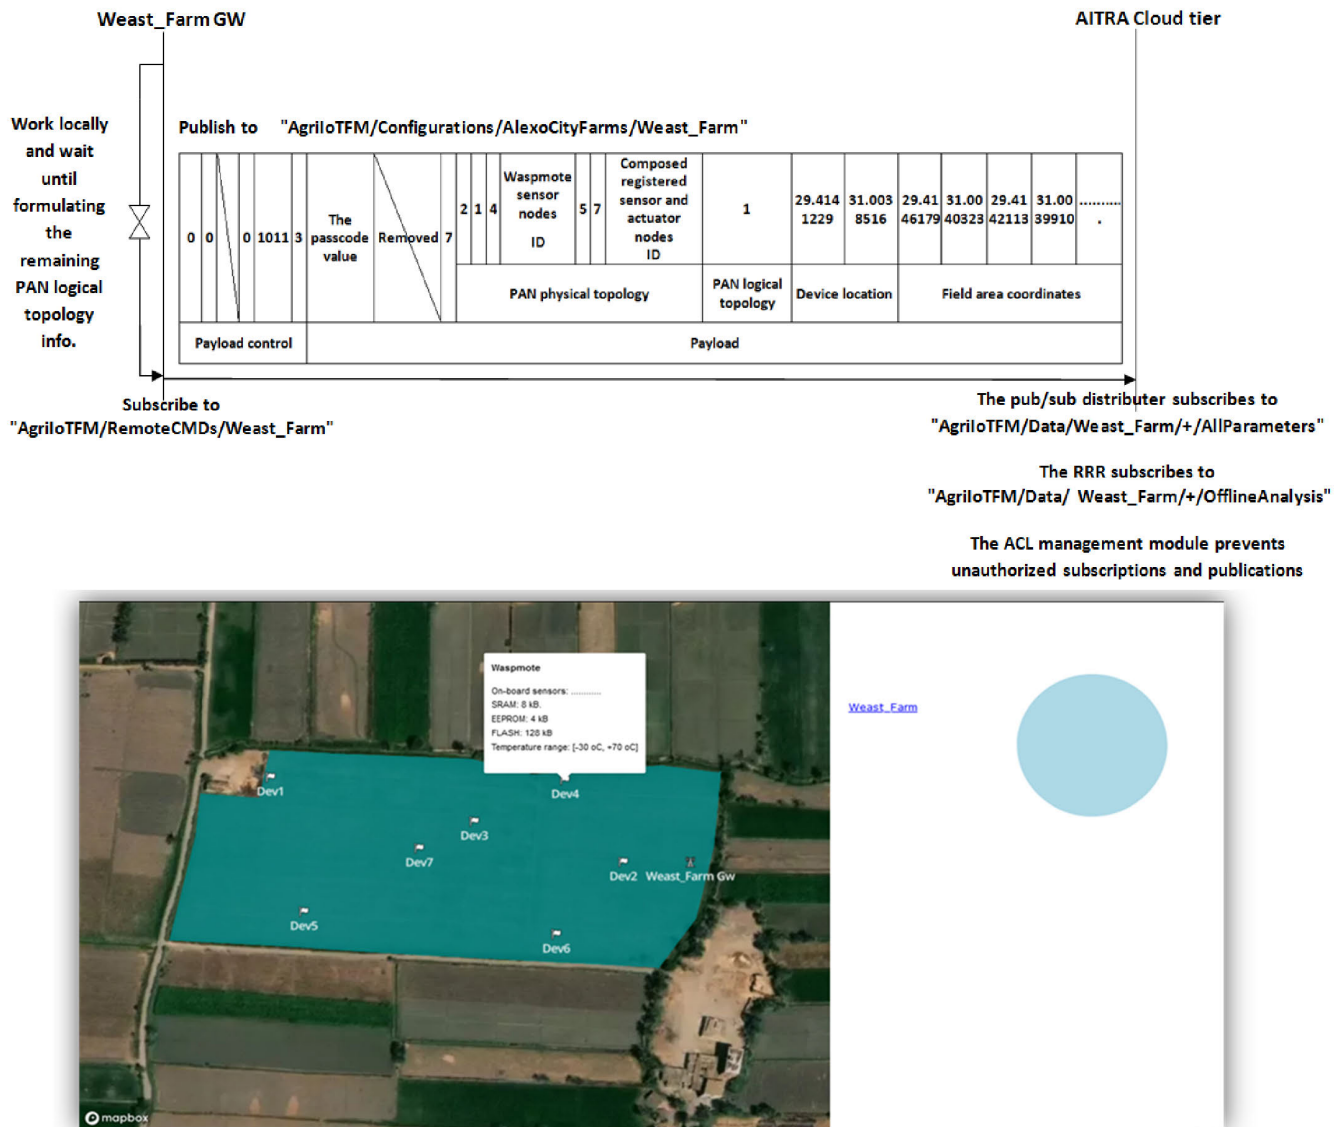 Weast_Farm GW
AITRA Cloud tier
Work locally
and wait
until
formulating
the
remaining
PAN logical
topology
info.
Publish to "AgriIoTFM/Configurations/AlexoCityFarms/Weast_Farm"
0
0
0
1011
3
The
passcode
value
Removed
7
2
1
4
Waspmote
sensor
nodes
ID
5
7
Composed
registered
sensor and
actuator
nodes
ID
1
29.414
1229
31.003
8516
29.41
46179
31.00
40323
29.41
42113
31.00
39910
...........
PAN physical topology
PAN logical
topology
Device location
Field area coordinates
Payload control
Payload
Subscribe to
"AgriIoTFM/RemoteCMDs/Weast_Farm"
The pub/sub distributer subscribes to
"AgriIoTFM/Data/Weast_Farm/+/AllParameters"
The RRR subscribes to
"AgriIoTFM/Data/ Weast_Farm/+/OfflineAnalysis"
The ACL management module prevents
unauthorized subscriptions and publications
Waspmote
On-board sensors: ............
SRAM: 8 kB.
EEPROM: 4 kB
FLASH: 128 kB
Temperature range: [-30 oC, +70 oC]
Weast_Farm
Dev1
Dev4
Dev3
Dev7
Dev2
Weast_Farm Gw
Dev5
Dev6
mapbox